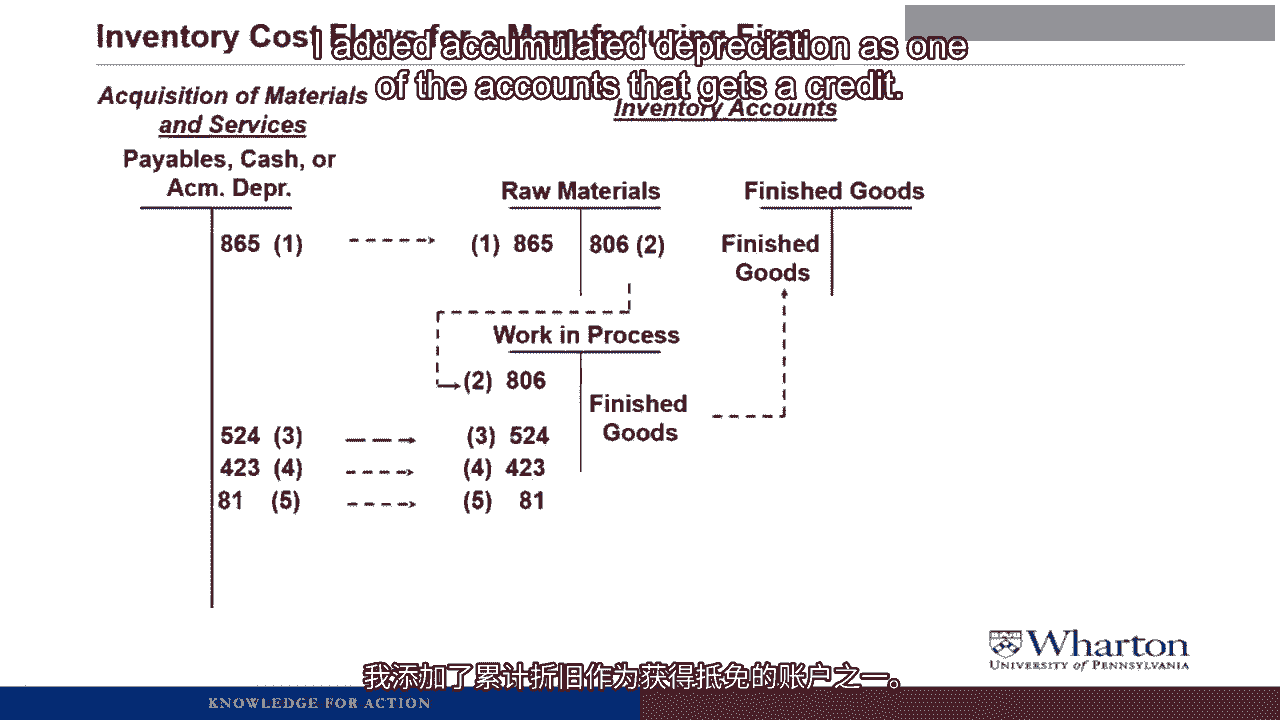 Inventory Cost Flows for a Manufacturing Firm
I added accumulated depreciation as one
of the accounts that gets a credit.
Acquisition of Materials
and Services
Inventory Accounts
Payables, Cash, or
Acm. Depr.
Raw Materials
Finished Goods
865 (1)
(1) 865
806 (2)
Finished
Goods
Work in Process
(2) 806
Finished
Goods
524 (3)
(3) 524
423 (4)
(4) 423
81 (5)
(5) 81
Wharton
UNIVERSITY of PENNSYLVANIA
我添加了累计折旧作为获得抵免的账户之一。
KNOWLEDGE FOR ACTION